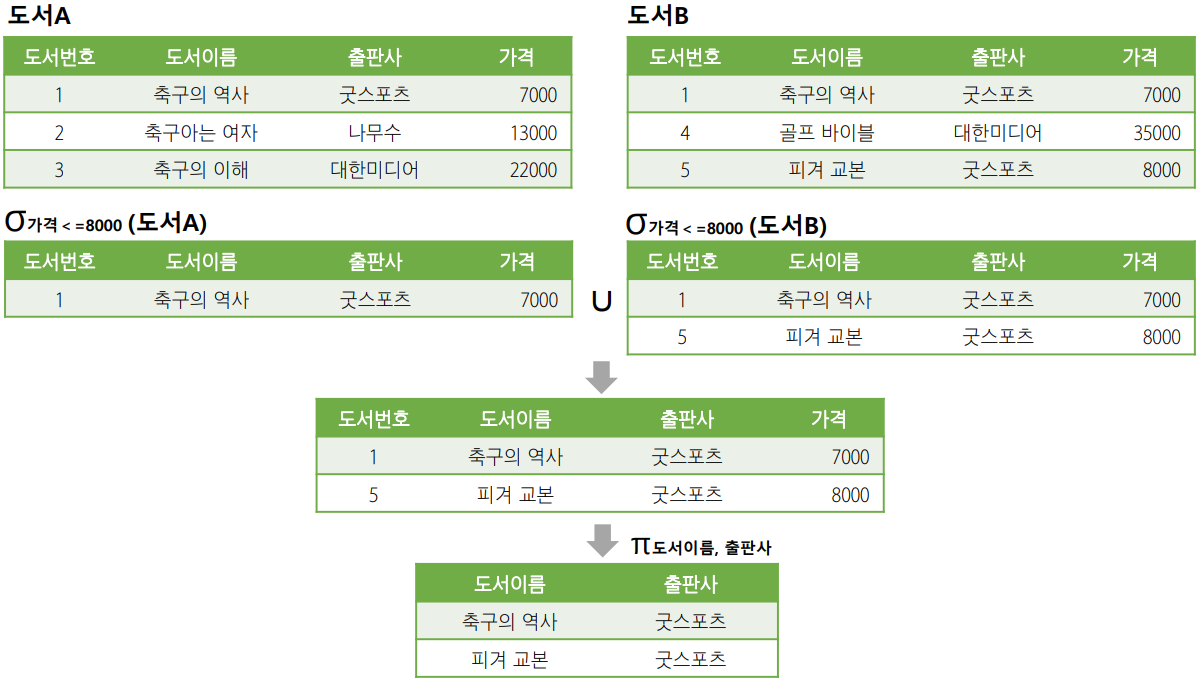 도서A
도서번호 도서이름 출판사 가격
1 축구의 역사 굿스포츠 7000
2 축구아는 여자 나무수 13000
3 축구의 이해 대한미디어 22000
도서B
도서번호 도서이름 출판사 가격
1 축구의 역사 굿스포츠 7000
4 골프 바이블 대한미디어 35000
5 피겨 교본 굿스포츠 8000
σ가격 < =8000 (도서A)
도서번호 도서이름 출판사 가격
1 축구의 역사 굿스포츠 7000
∪
σ가격 < =8000 (도서B)
도서번호 도서이름 출판사 가격
1 축구의 역사 굿스포츠 7000
5 피겨 교본 굿스포츠 8000
도서번호 도서이름 출판사 가격
1 축구의 역사 굿스포츠 7000
5 피겨 교본 굿스포츠 8000
π도서이름, 출판사
도서이름 출판사
축구의 역사 굿스포츠
피겨 교본 굿스포츠